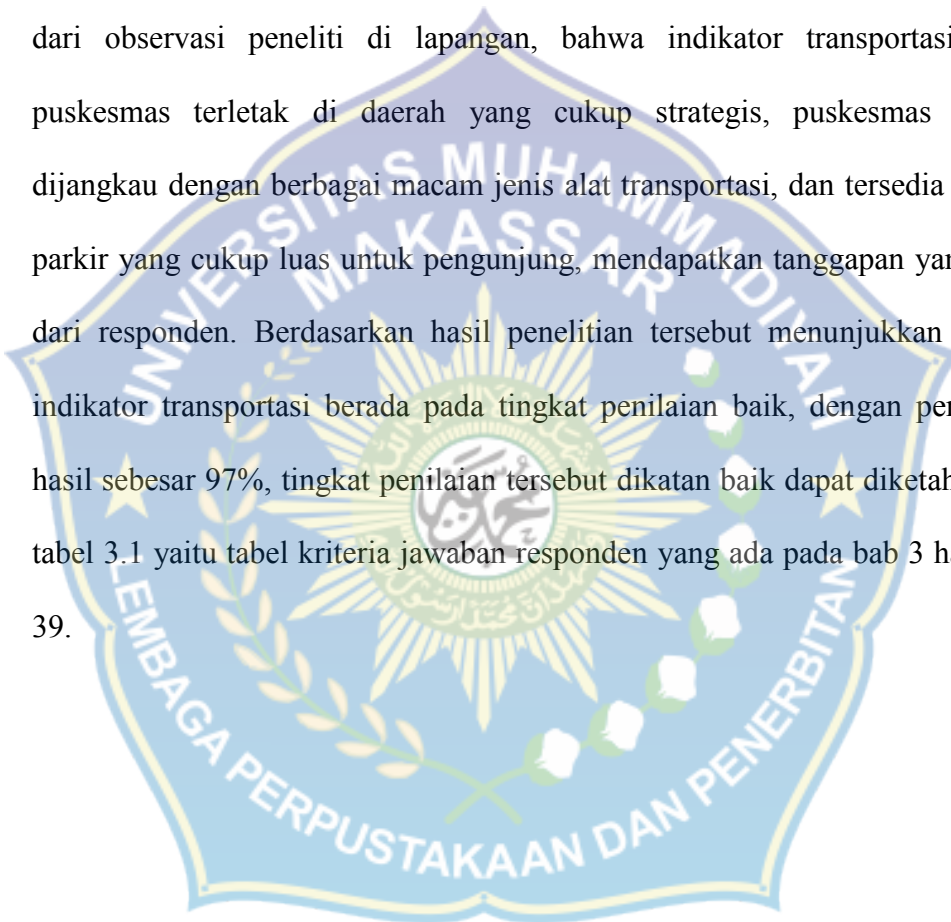 dari observasi peneliti di lapangan, bahwa indikator transportasi
puskesmas terletak di daerah yang cukup strategis, puskesmas
dijangkau dengan berbagai macam jenis alat transportasi, dan tersedia
parkir yang cukup luas untuk pengunjung, mendapatkan tanggapan yan
dari responden. Berdasarkan hasil penelitian tersebut menunjukkan
indikator transportasi berada pada tingkat penilaian baik, dengan per
hasil sebesar 97%, tingkat penilaian tersebut dikatan baik dapat diketah
tabel 3.1 yaitu tabel kriteria jawaban responden yang ada pada bab 3 h
39.
UNIVERSITAS MUHAMMADIYAH
MAKASSAR
LEMBAGA PERPUSTAKAAN DAN PENERBITAN